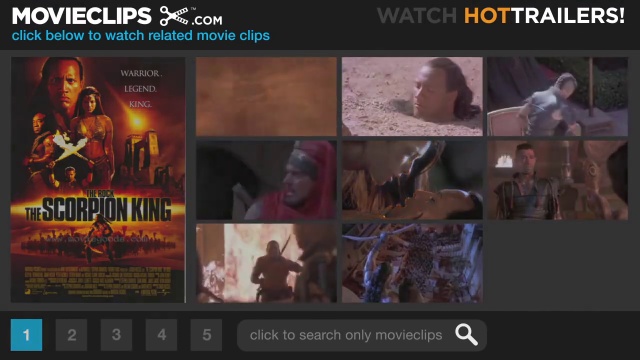 MOVIECLIPS™.COM
WATCH HOTTRAILERS!
click below to watch related movie clips
WARRIOR.
LEGEND.
KING.
THE ROCK
THE SCORPION KING
1 2 3 4 5
click to search only movieclips